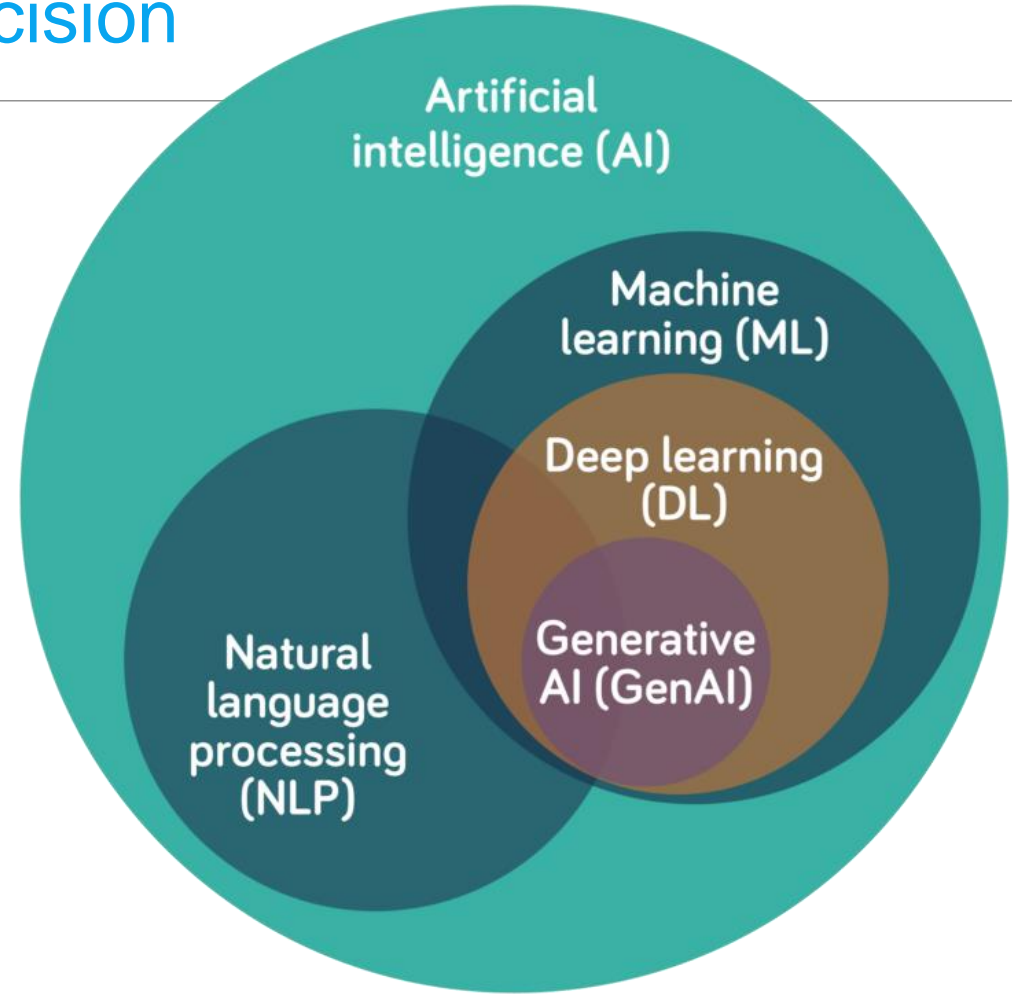 cision
Artificial
intelligence (AI)
Machine
learning (ML)
Deep learning
(DL)
Generative
AI (GenAI)
Natural
language
processing
(NLP)